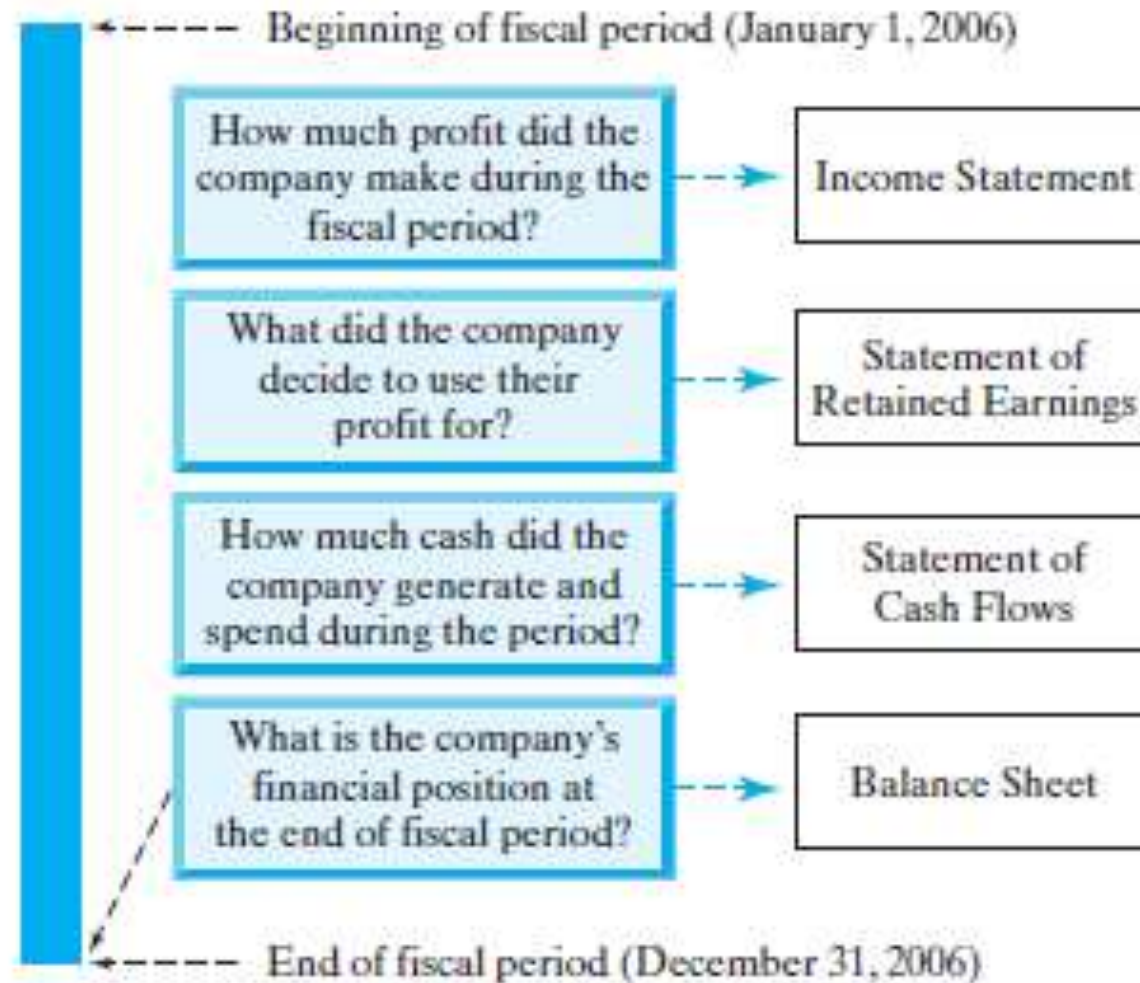 Beginning of fiscal period (January 1, 2006)
How much profit did the
company make during the
fiscal period?
Income Statement
What did the company
decide to use their
profit for?
Statement of
Retained Earnings
How much cash did the
company generate and
spend during the period?
Statement of
Cash Flows
What is the company's
financial position at
the end of fiscal period?
Balance Sheet
End of fiscal period (December 31, 2006)